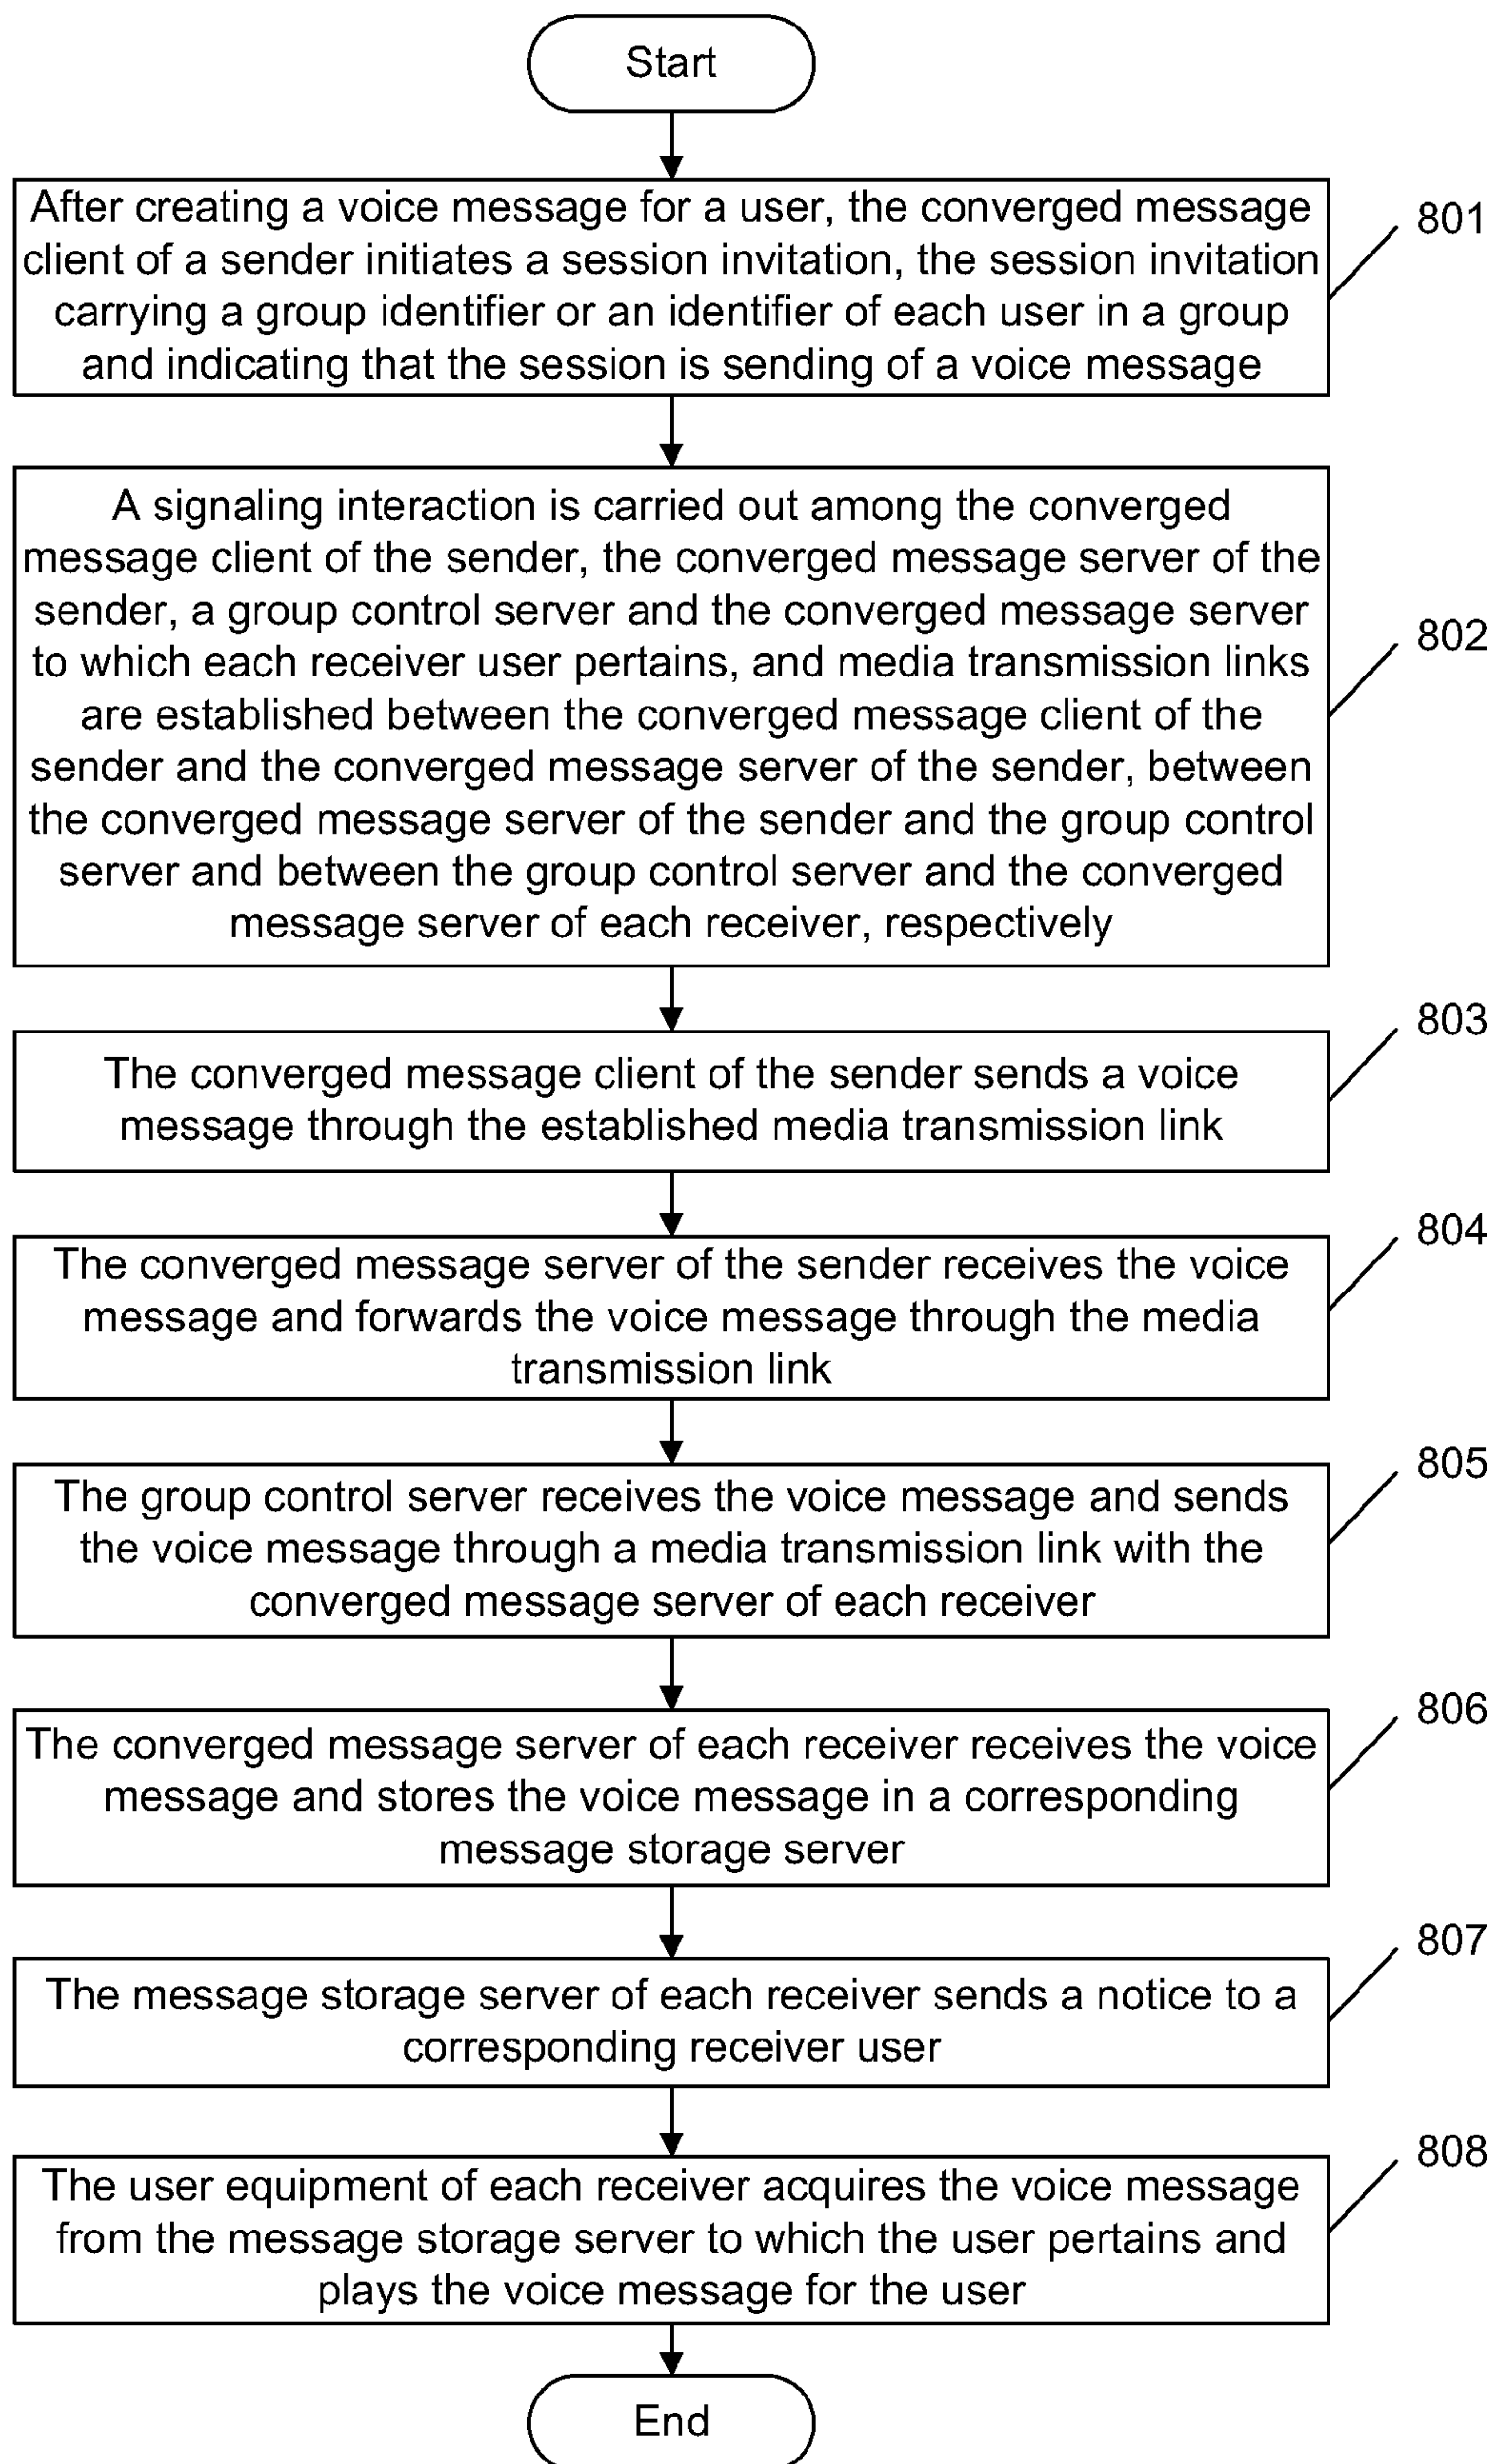 Start
After creating a voice message for a user, the converged message
client of a sender initiates a session invitation, the session invitation
carrying a group identifier or an identifier of each user in a group
and indicating that the session is sending of a voice message
801
A signaling interaction is carried out among the converged
message client of the sender, the converged message server of the
sender, a group control server and the converged message server
to which each receiver user pertains, and media transmission links
are established between the converged message client of the
sender and the converged message server of the sender, between
the converged message server of the sender and the group control
server and between the group control server and the converged
message server of each receiver, respectively
802
The converged message client of the sender sends a voice
message through the established media transmission link
803
The converged message server of the sender receives the voice
message and forwards the voice message through the media
transmission link
804
The group control server receives the voice message and sends
the voice message through a media transmission link with the
converged message server of each receiver
805
The converged message server of each receiver receives the voice
message and stores the voice message in a corresponding
message storage server
806
The message storage server of each receiver sends a notice to a
corresponding receiver user
807
The user equipment of each receiver acquires the voice message
from the message storage server to which the user pertains and
plays the voice message for the user
808
End